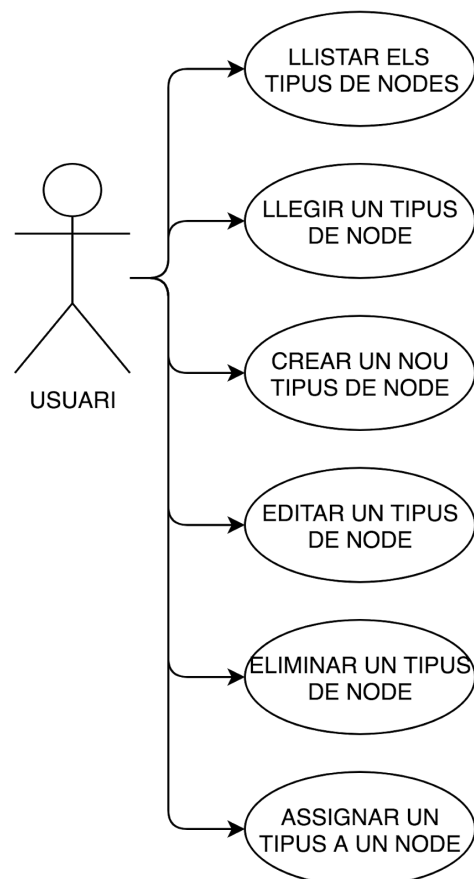 LLISTAR ELS
TIPUS DE NODES
LLEGIR UN TIPUS
DE NODE
CREAR UN NOU
TIPUS DE NODE
USUARI
EDITAR UN TIPUS
DE NODE
ELIMINAR UN TIPUS
DE NODE
ASSIGNAR UN
TIPUS A UN NODE